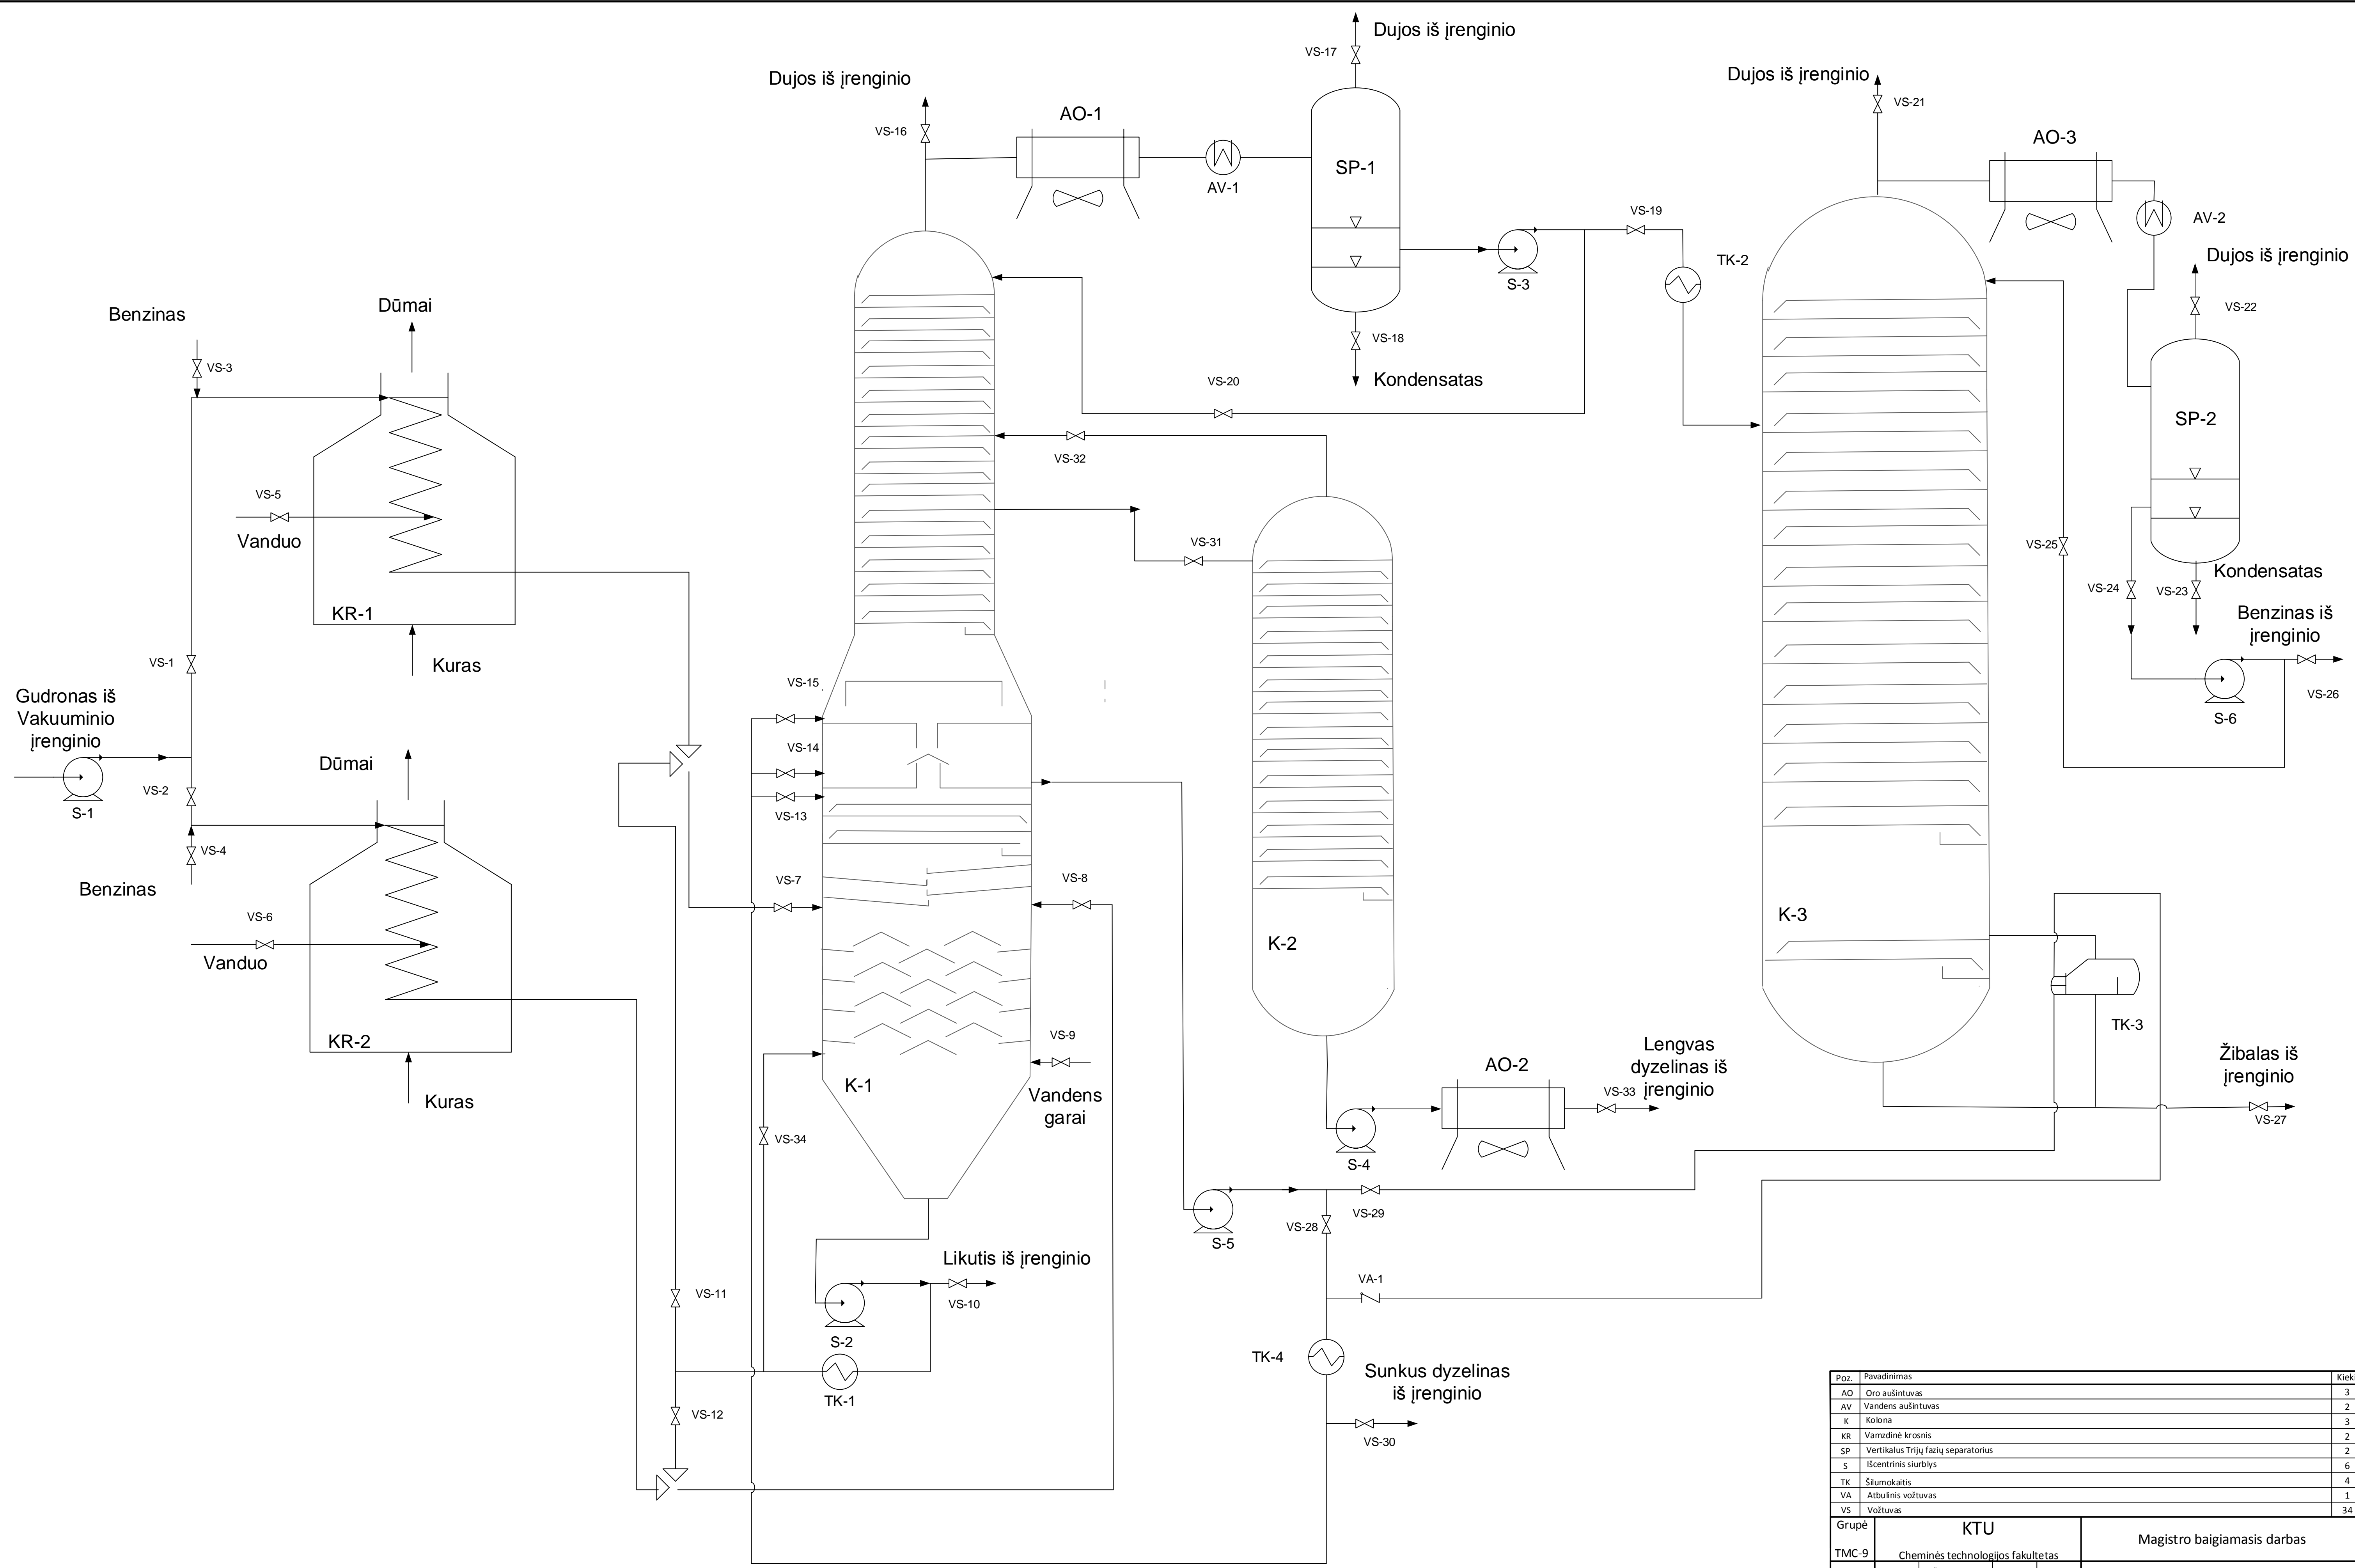 Dujos iš įrenginio
VS-17
Dujos iš įrenginio
VS-16
AO-1
AV-1
SP-1
VS-18
Kondensatas
Dujos iš įrenginio
VS-21
AO-3
AV-2
Dujos iš įrenginio
VS-22
SP-2
VS-19
TK-2
S-3
VS-20
VS-32
VS-31
VS-25
VS-24
VS-23
Kondensatas
Benzinas iš
įrenginio
VS-26
S-6
Benzinas
VS-3
Dūmai
VS-5
Vanduo
KR-1
Kuras
VS-1
Gudronas iš
Vakuuminio
įrenginio
S-1
VS-2
VS-4
Benzinas
Dūmai
VS-6
Vanduo
KR-2
Kuras
VS-15
VS-14
VS-13
VS-7
VS-8
VS-9
Vandens
garai
K-1
VS-34
K-2
K-3
TK-3
Žibalas iš
įrenginio
VS-27
Lengvas
dyzelinas iš
įrenginio
AO-2
VS-33
S-4
S-5
VS-28
VS-29
VA-1
TK-4
Sunkus dyzelinas
iš įrenginio
VS-30
Likutis iš įrenginio
VS-10
S-2
TK-1
VS-11
VS-12
Poz. Pavadinimas
AO Oro aušintuvas 3
AV Vandens aušintuvas 2
K Kolona 3
KR Vamzdinė krosnis 2
SP Vertikalus Trijų fazių separatorius 2
S Išcentrinis siurblys 6
TK Šilumokaitis 4
VA Atbulinis vožtuvas 1
VS Vožtuvas 34
Grupė
TMC-9
KTU
Cheminės technologijos fakultetas
Magistro baigiamasis darbas